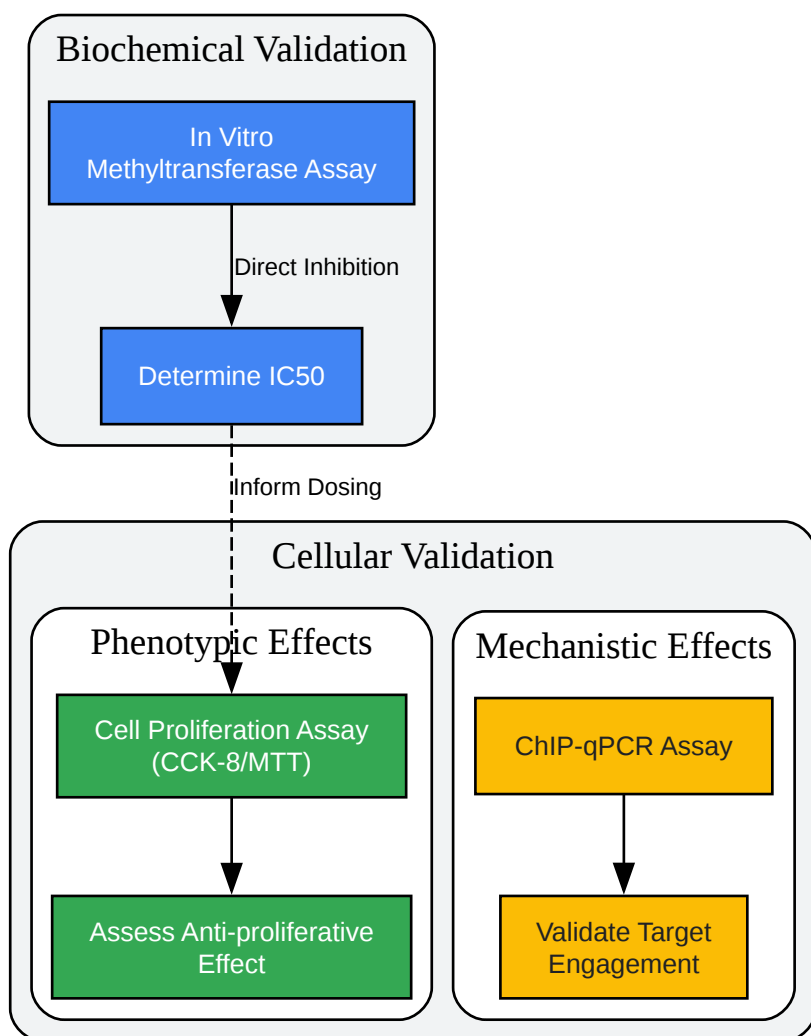 Biochemical Validation
In Vitro
Methyltransferase Assay
Direct Inhibition
Determine IC50
Inform Dosing
Cellular Validation
Phenotypic Effects
Cell Proliferation Assay
(CCK-8/MTT)
Assess Anti-proliferative
Effect
Mechanistic Effects
ChIP-qPCR Assay
Validate Target
Engagement